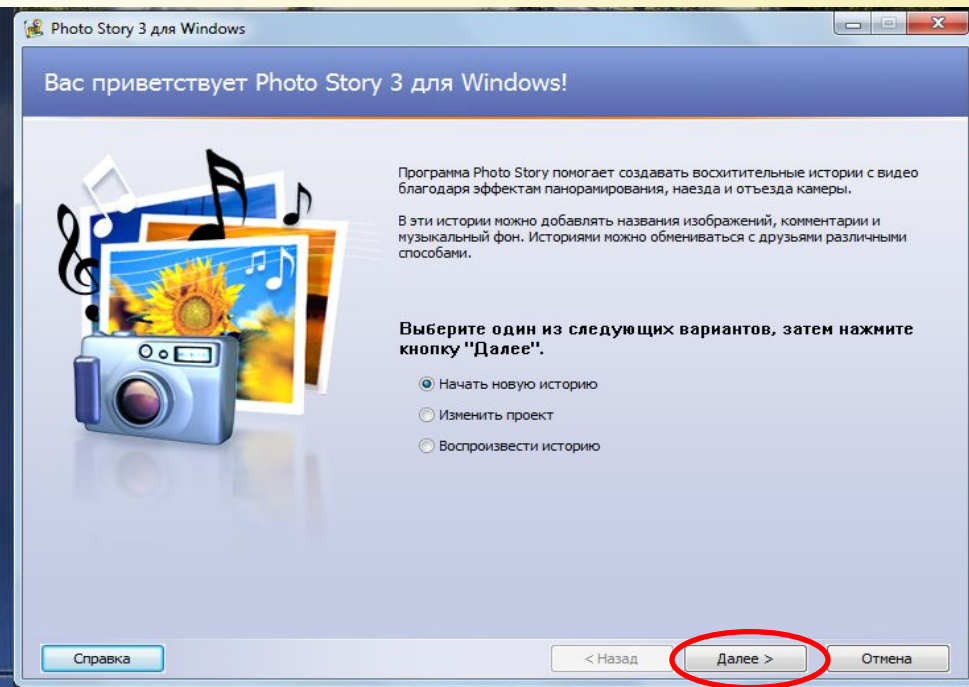 Photo Story 3 для Windows
Вас приветствует Photo Story 3 для Windows!
Программа Photo Story помогает создавать восхитительные истории с видео
благодаря эффектам панорамирования, наезда и отъезда камеры.
В эти истории можно добавлять названия изображений, комментарии и
музыкальный фон. Историями можно обмениваться с друзьями различными
способами.
Выберите один из следующих вариантов, затем нажмите
кнопку "Далее".
Начать новую историю
Изменить проект
Воспроизвести историю
Справка
< Назад
Далее >
Отмена